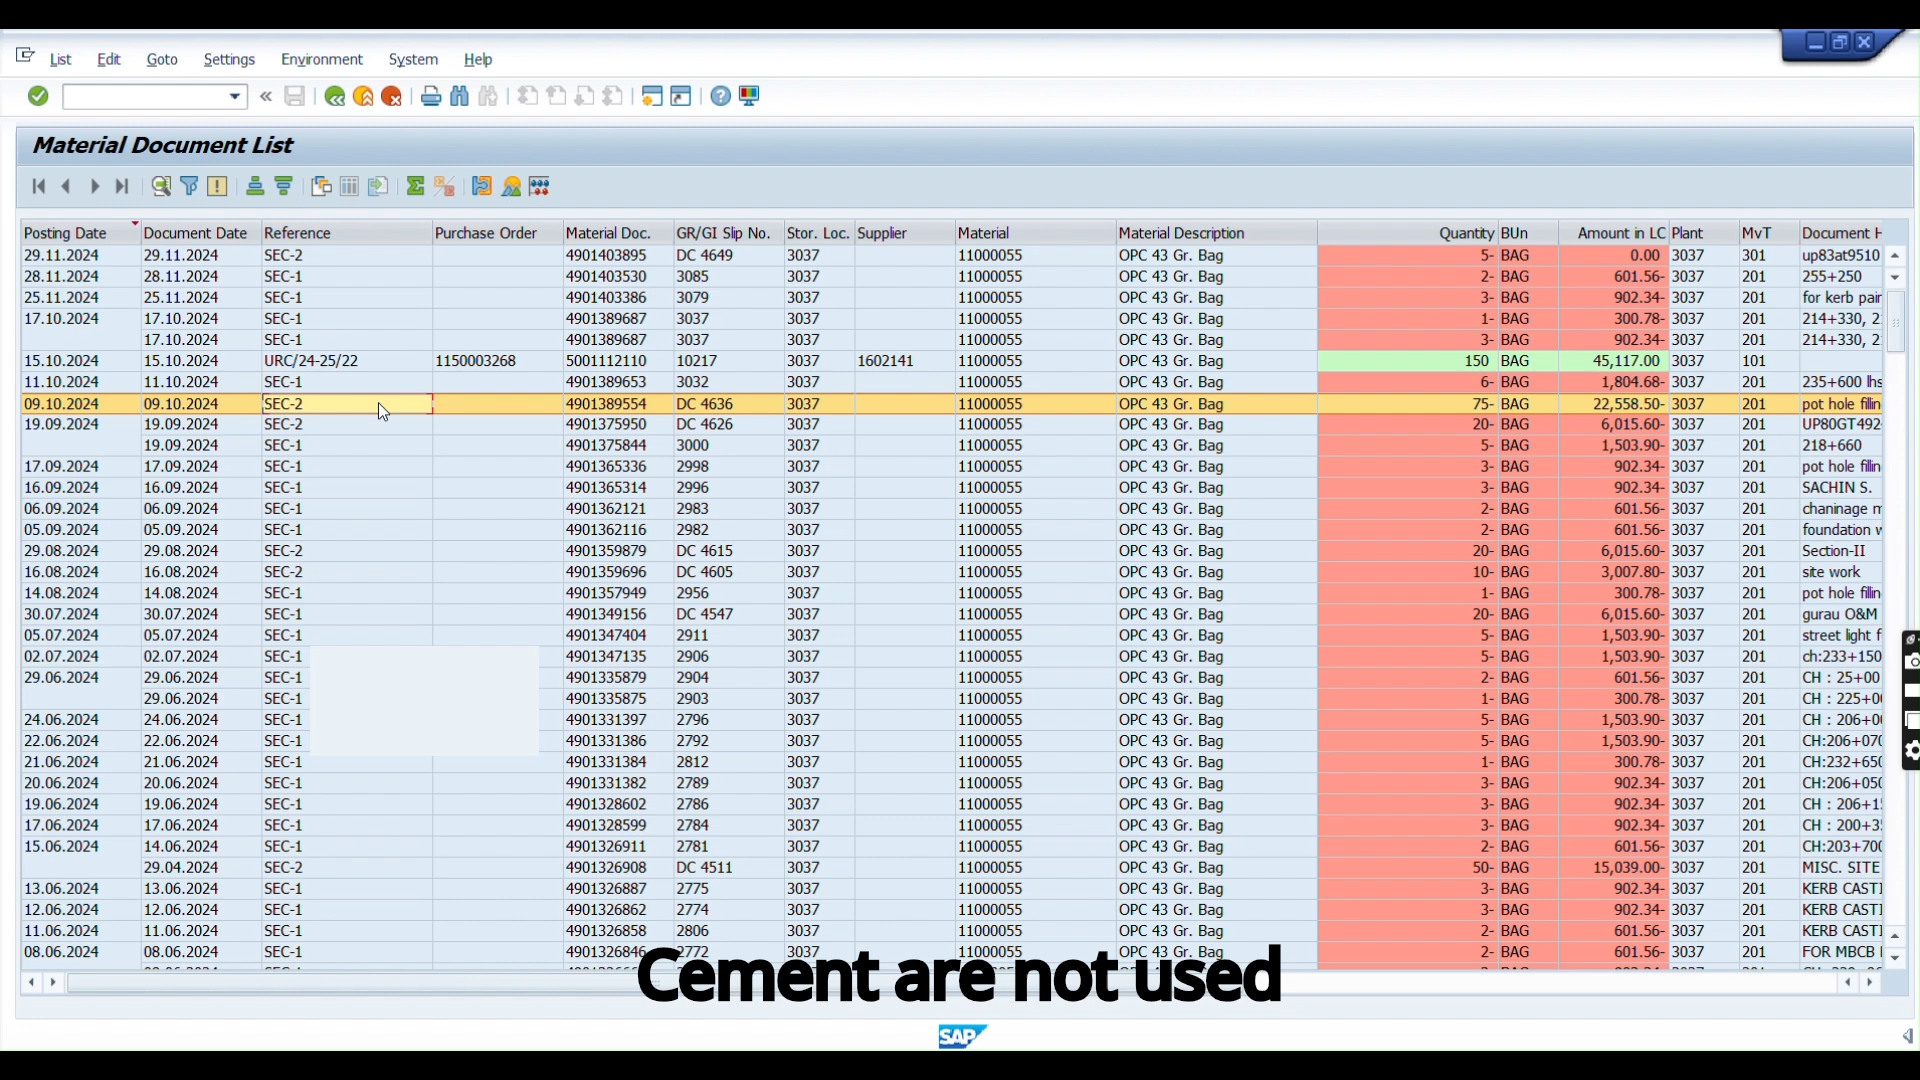 List Edit Goto Settings Environment System Help
Material Document List
Posting Date Document Date Reference Purchase Order Material Doc. GR/GI Slip No. Stor. Loc. Supplier Material Material Description Quantity BUn Amount in LC Plant MvT Document H
29.11.2024 29.11.2024 SEC-2 4901403895 DC 4649 3037 11000055 OPC 43 Gr. Bag 5- BAG 0.00 3037 301 up83at9510
28.11.2024 28.11.2024 SEC-1 4901403530 3085 3037 11000055 OPC 43 Gr. Bag 2- BAG 601.56- 3037 201 255+250
25.11.2024 25.11.2024 SEC-1 4901403386 3079 3037 11000055 OPC 43 Gr. Bag 3- BAG 902.34- 3037 201 for kerb pair
17.10.2024 17.10.2024 SEC-1 4901389687 3037 3037 11000055 OPC 43 Gr. Bag 1- BAG 300.78- 3037 201 214+330, 2
17.10.2024 SEC-1 4901389687 3037 3037 11000055 OPC 43 Gr. Bag 3- BAG 902.34- 3037 201 214+330, 2
15.10.2024 15.10.2024 URC/24-25/22 1150003268 5001112110 10217 3037 1602141 11000055 OPC 43 Gr. Bag 150 BAG 45,117.00 3037 101
11.10.2024 11.10.2024 SEC-1 4901389653 3032 3037 11000055 OPC 43 Gr. Bag 6- BAG 1,804.68- 3037 201 235+600 lhs
09.10.2024 09.10.2024 SEC-2 4901389554 DC 4636 3037 11000055 OPC 43 Gr. Bag 75- BAG 22,558.50- 3037 201 pot hole fillin
19.09.2024 19.09.2024 SEC-2 4901375950 DC 4626 3037 11000055 OPC 43 Gr. Bag 20- BAG 6,015.60- 3037 201 UP80GT492
19.09.2024 SEC-1 4901375844 3000 3037 11000055 OPC 43 Gr. Bag 5- BAG 1,503.90- 3037 201 218+660
17.09.2024 17.09.2024 SEC-1 4901365336 2998 3037 11000055 OPC 43 Gr. Bag 3- BAG 902.34- 3037 201 pot hole fillin
16.09.2024 16.09.2024 SEC-1 4901365314 2996 3037 11000055 OPC 43 Gr. Bag 3- BAG 902.34- 3037 201 SACHIN S.
06.09.2024 06.09.2024 SEC-1 4901362121 2983 3037 11000055 OPC 43 Gr. Bag 2- BAG 601.56- 3037 201 chaninage m
05.09.2024 05.09.2024 SEC-1 4901362116 2982 3037 11000055 OPC 43 Gr. Bag 2- BAG 601.56- 3037 201 foundation w
29.08.2024 29.08.2024 SEC-2 4901359879 DC 4615 3037 11000055 OPC 43 Gr. Bag 20- BAG 6,015.60- 3037 201 Section-II
16.08.2024 16.08.2024 SEC-2 4901359696 DC 4605 3037 11000055 OPC 43 Gr. Bag 10- BAG 3,007.80- 3037 201 site work
14.08.2024 14.08.2024 SEC-1 4901357949 2956 3037 11000055 OPC 43 Gr. Bag 1- BAG 300.78- 3037 201 pot hole fillin
30.07.2024 30.07.2024 SEC-1 4901349156 DC 4547 3037 11000055 OPC 43 Gr. Bag 20- BAG 6,015.60- 3037 201 gurau O&M
05.07.2024 05.07.2024 SEC-1 4901347404 2911 3037 11000055 OPC 43 Gr. Bag 5- BAG 1,503.90- 3037 201 street light f
02.07.2024 02.07.2024 SEC-1 4901347135 2906 3037 11000055 OPC 43 Gr. Bag 5- BAG 1,503.90- 3037 201 ch:233+150
29.06.2024 29.06.2024 SEC-1 4901335879 2904 3037 11000055 OPC 43 Gr. Bag 2- BAG 601.56- 3037 201 CH : 25+00
29.06.2024 SEC-1 4901335875 2903 3037 11000055 OPC 43 Gr. Bag 1- BAG 300.78- 3037 201 CH : 225+0
24.06.2024 24.06.2024 SEC-1 4901331397 2796 3037 11000055 OPC 43 Gr. Bag 5- BAG 1,503.90- 3037 201 CH : 206+0
22.06.2024 22.06.2024 SEC-1 4901331386 2792 3037 11000055 OPC 43 Gr. Bag 5- BAG 1,503.90- 3037 201 CH:206+070
21.06.2024 21.06.2024 SEC-1 4901331384 2812 3037 11000055 OPC 43 Gr. Bag 1- BAG 300.78- 3037 201 CH:232+650
20.06.2024 20.06.2024 SEC-1 4901331382 2789 3037 11000055 OPC 43 Gr. Bag 3- BAG 902.34- 3037 201 CH:206+050
19.06.2024 19.06.2024 SEC-1 4901328602 2786 3037 11000055 OPC 43 Gr. Bag 3- BAG 902.34- 3037 201 CH : 206+1
17.06.2024 17.06.2024 SEC-1 4901328599 2784 3037 11000055 OPC 43 Gr. Bag 3- BAG 902.34- 3037 201 CH : 200+3
15.06.2024 14.06.2024 SEC-1 4901326911 2781 3037 11000055 OPC 43 Gr. Bag 2- BAG 601.56- 3037 201 CH:203+700
29.04.2024 SEC-2 4901326908 DC 4511 3037 11000055 OPC 43 Gr. Bag 50- BAG 15,039.00- 3037 201 MISC. SITE
13.06.2024 13.06.2024 SEC-1 4901326887 2775 3037 11000055 OPC 43 Gr. Bag 3- BAG 902.34- 3037 201 KERB CASTI
12.06.2024 12.06.2024 SEC-1 4901326862 2774 3037 11000055 OPC 43 Gr. Bag 3- BAG 902.34- 3037 201 KERB CASTI
11.06.2024 11.06.2024 SEC-1 4901326858 2806 3037 11000055 OPC 43 Gr. Bag 2- BAG 601.56- 3037 201 KERB CASTI
08.06.2024 08.06.2024 SEC-1 4901326846 2772 3037 11000055 OPC 43 Gr. Bag 2- BAG 601.56- 3037 201 FOR MBCB
Cement are not used
SAP